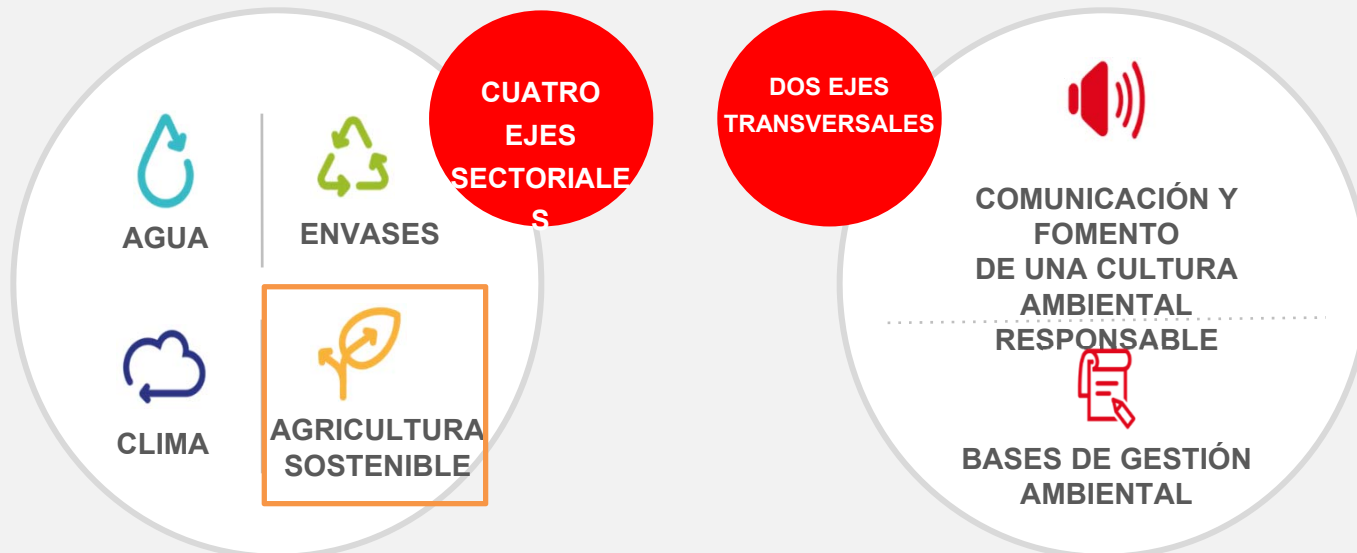 CUATRO
EJES
SECTORIALE
S
AGUA
ENVASES
CLIMA
AGRICULTURA
SOSTENIBLE
DOS EJES
TRANSVERSALES
COMUNICACIÓN Y
FOMENTO
DE UNA CULTURA
AMBIENTAL
RESPONSABLE
BASES DE GESTIÓN
AMBIENTAL